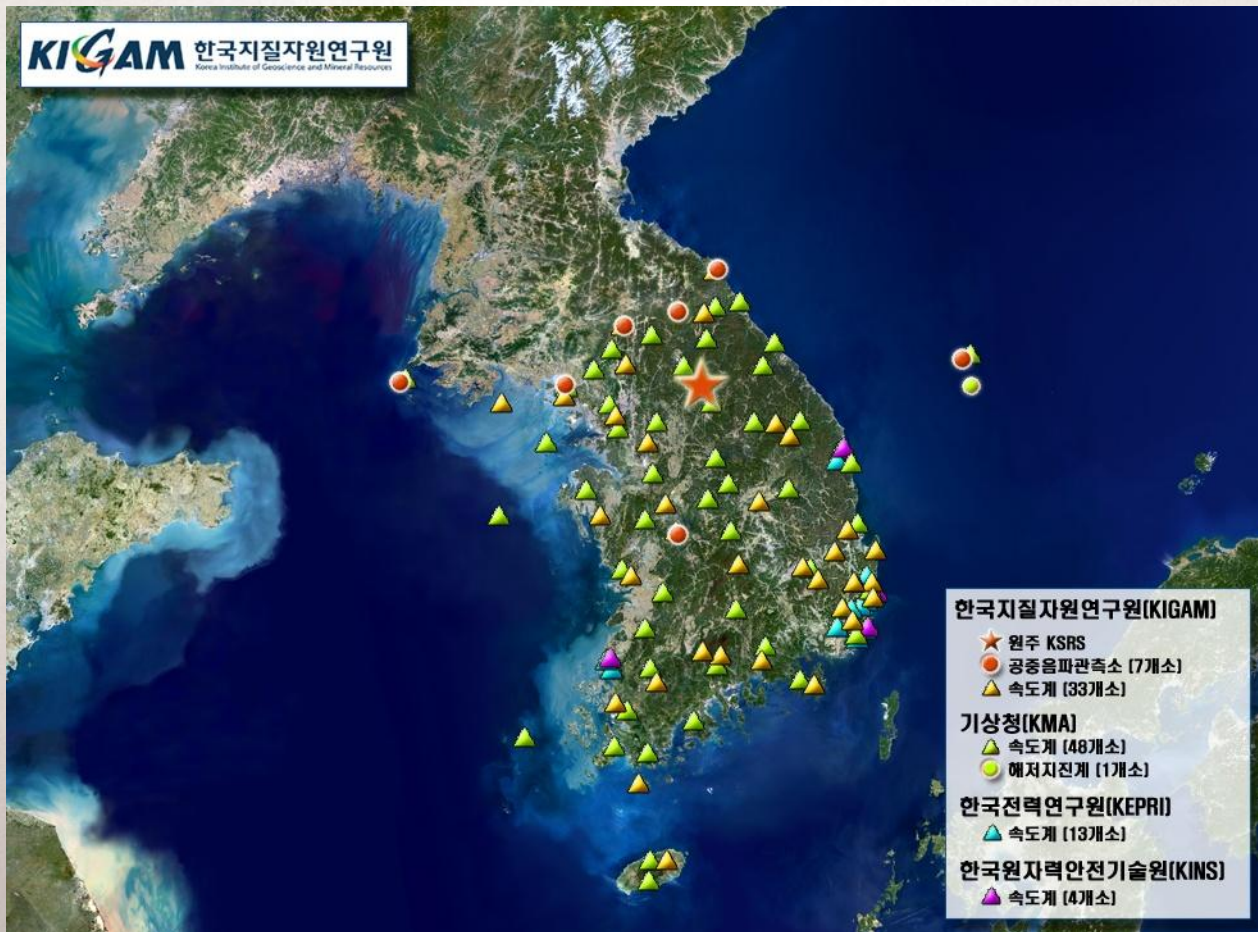 KIGAM 한국지질자원연구원
Korea Institute of Geoscience and Mineral Resources
한국지질자원연구원(KIGAM)
원주 KSRS
공중음파관측소 (7개소)
속도계 (33개소)
기상청(KMA)
속도계 (48개소)
해저지진계 (1개소)
한국전력연구원(KEPRI)
속도계 (13개소)
한국원자력안전기술원(KINS)
속도계 (4개소)